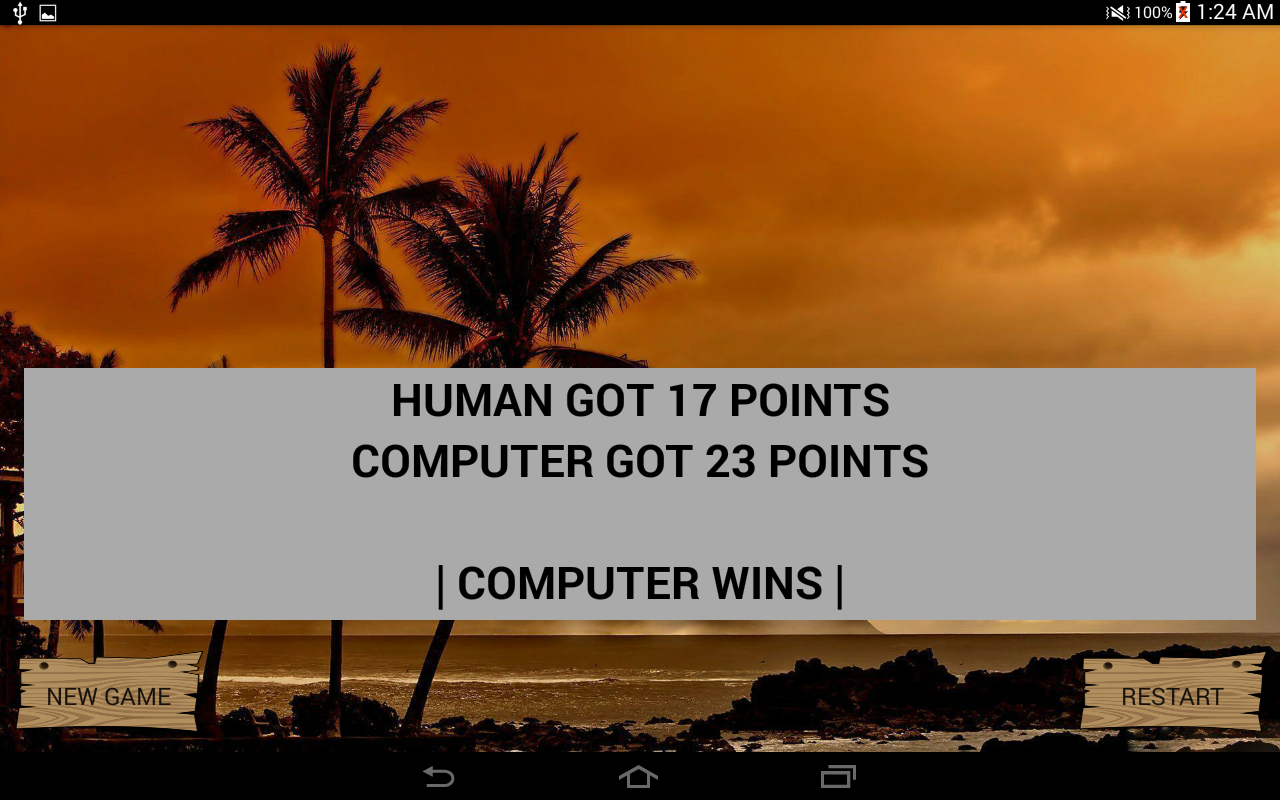 100% 1:24 AM
HUMAN GOT 17 POINTS
COMPUTER GOT 23 POINTS
| COMPUTER WINS |
NEW GAME
RESTART